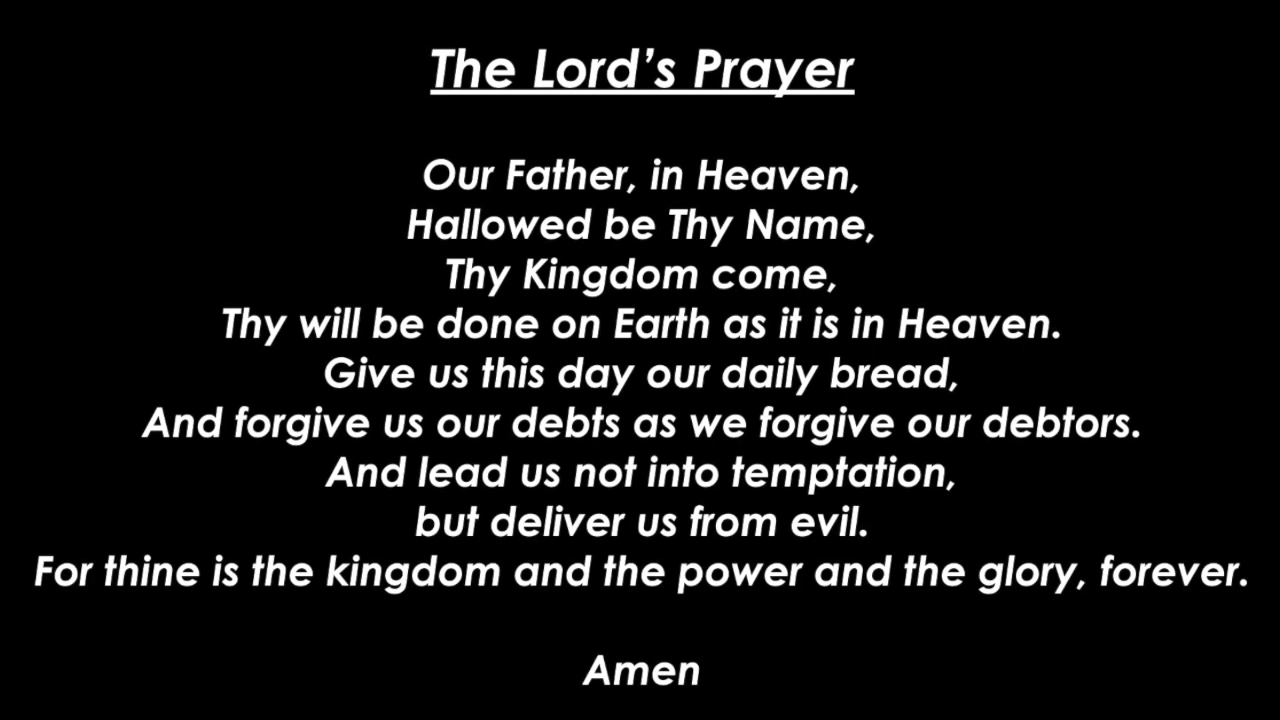 The Lord’s Prayer
Our Father, in Heaven,
Hallowed be Thy Name,
Thy Kingdom come,
Thy will be done on Earth as it is in Heaven.
Give us this day our daily bread,
And forgive us our debts as we forgive our debtors.
And lead us not into temptation,
but deliver us from evil.
For thine is the kingdom and the power and the glory, forever.
Amen